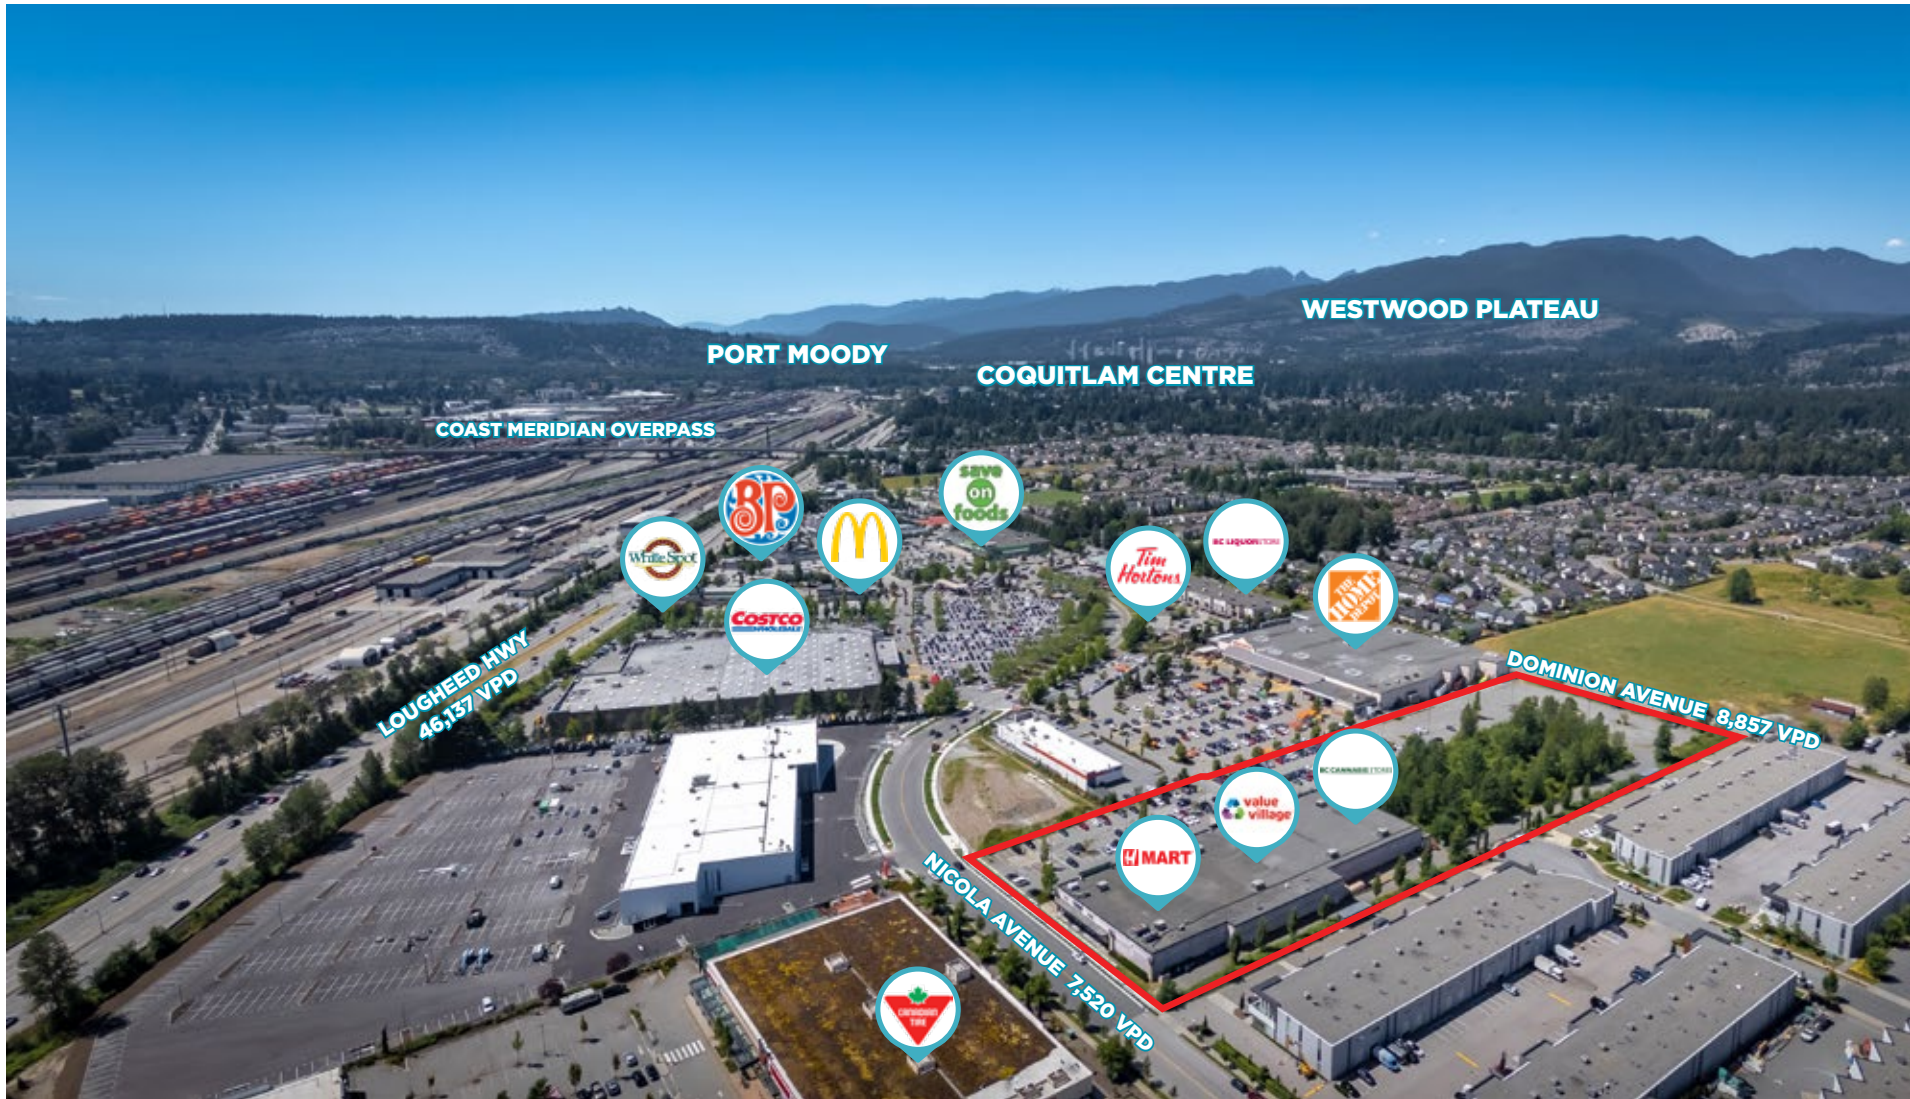 WESTWOOD PLATEAU
PORT MOODY
COQUITLAM CENTRE
COAST MERIDIAN OVERPASS
save
on
foods
BP
White Spot
Tim
Hortons
BC LIQUOR STORE
THE
HOME
DEPOT
COSTCO
WHOLESALE
LOUGHEED HWY
46,137 VPD
DOMINION AVENUE 8,857 VPD
BC CANNABIS STORES
value
village
H MART
NICOLA AVENUE 7,520 VPD
CANADIAN
TIRE